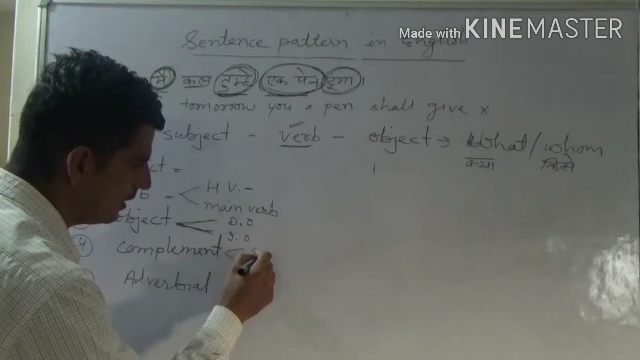 Made with KINEMASTER
Sentence pattern in English
मैं कल तुम्हें एक पेन दूंगा।
tomorrow you a pen shall give ×
subject - verb - object → What / whom
क्या किसे
H.V. -
main verb
object D.O.
I.O
4 complement
Adverbial